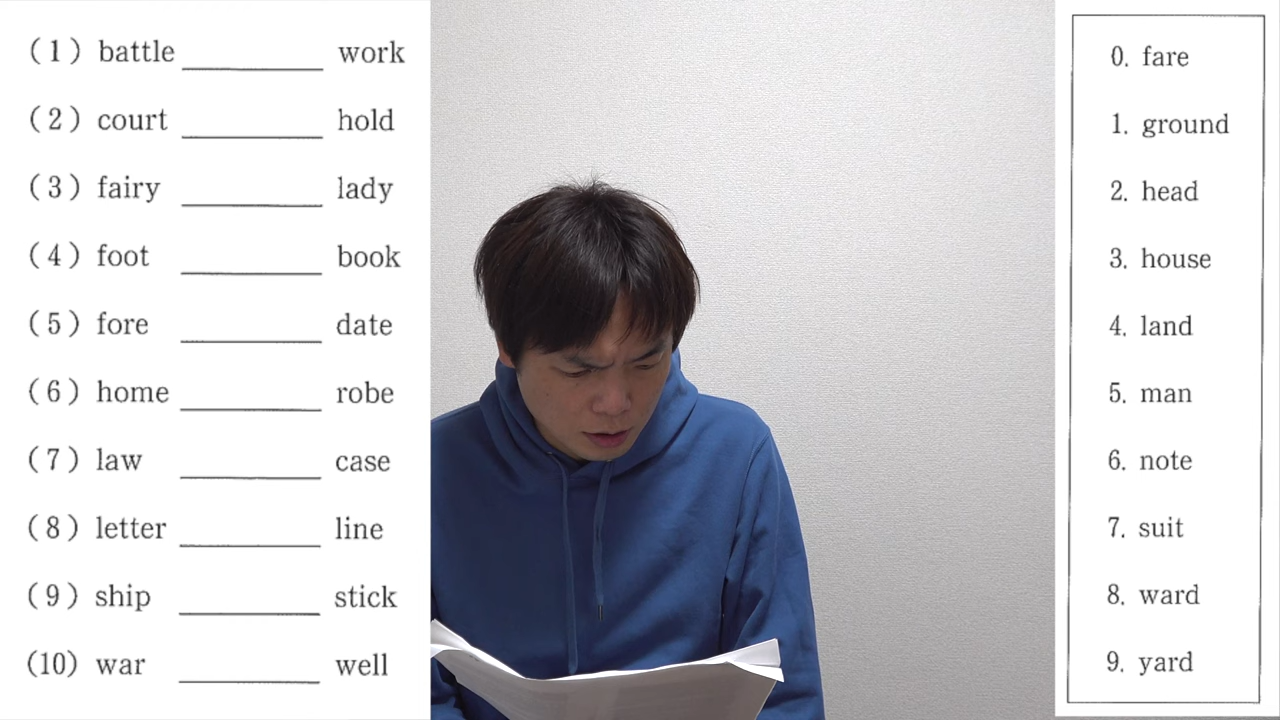 (1) battle ________ work
(2) court ________ hold
(3) fairy ________ lady
(4) foot ________ book
(5) fore ________ date
(6) home ________ robe
(7) law ________ case
(8) letter ________ line
(9) ship ________ stick
(10) war ________ well
0. fare
1. ground
2. head
3. house
4. land
5. man
6. note
7. suit
8. ward
9. yard